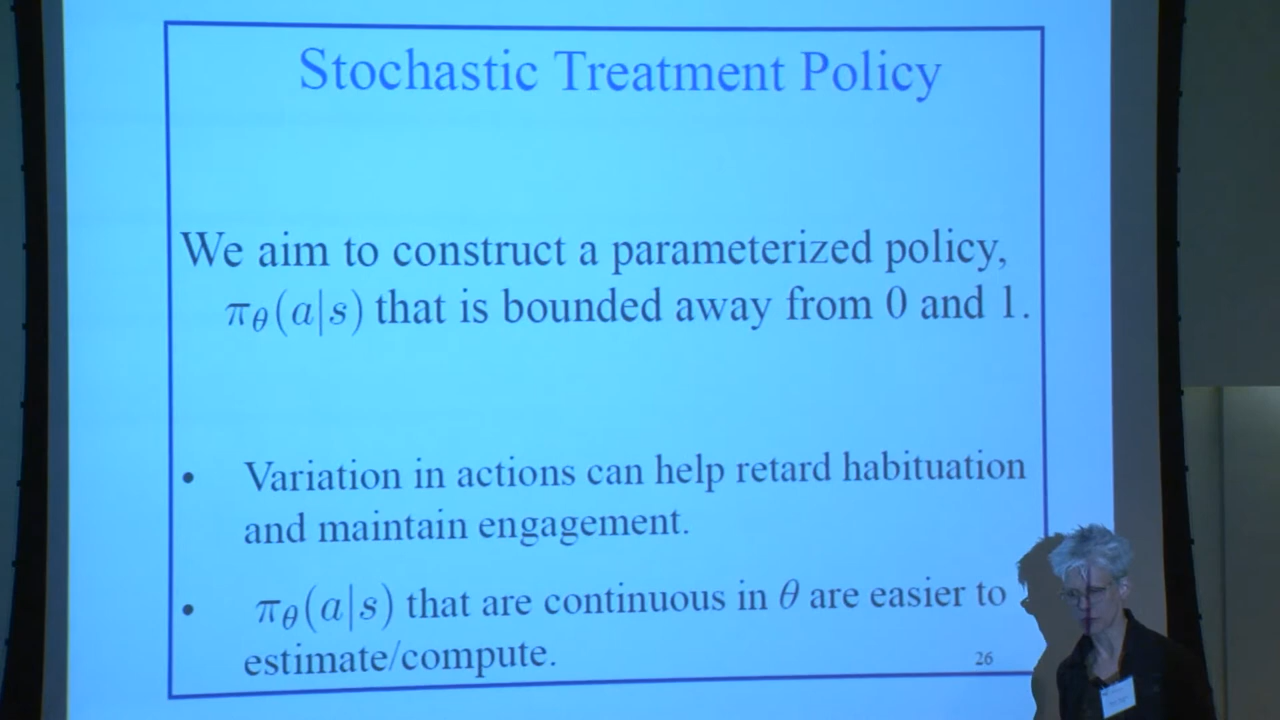 Stochastic Treatment Policy
We aim to construct a parameterized policy,
πθ(a|s) that is bounded away from 0 and 1.
• Variation in actions can help retard habituation
and maintain engagement.
• πθ(a|s) that are continuous in θ are easier to
estimate/compute.
26